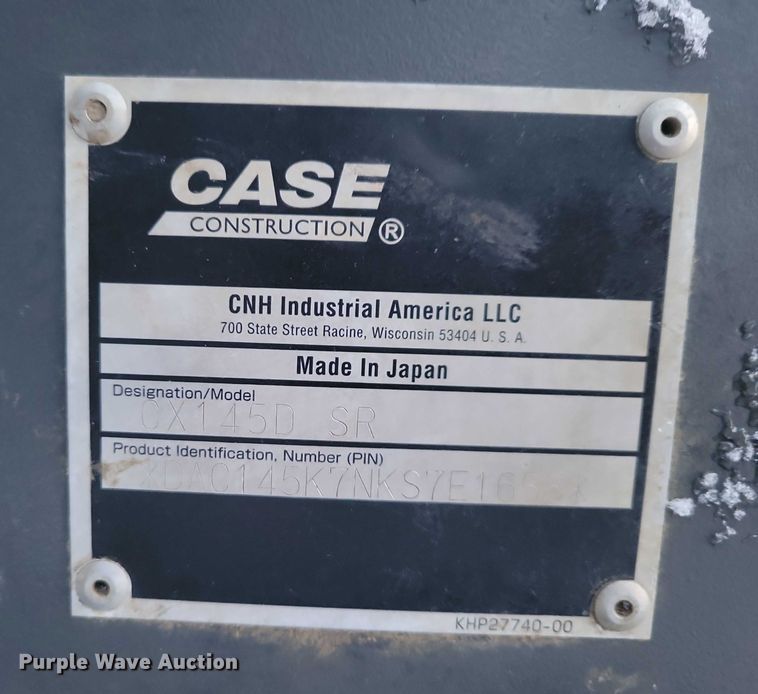 CASE
CONSTRUCTION ®
CNH Industrial America LLC
700 State Street Racine, Wisconsin 53404 U. S. A.
Made In Japan
Designation/Model
CX145D SR
Product Identification, Number (PIN)
KHP27740-00
Purple Wave Auction